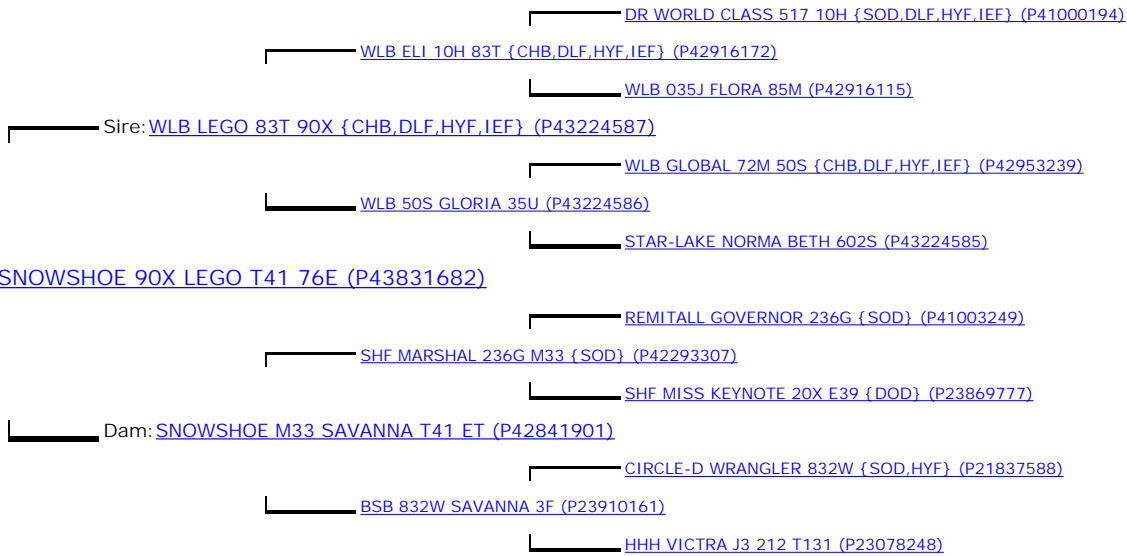 DR WORLD CLASS 517 10H {SOD,DLF,HYF,IEF} (P41000194)
WLB ELI 10H 83T {CHB,DLF,HYF,IEF} (P42916172)
WLB 035J FLORA 85M (P42916115)
Sire: WLB LEGO 83T 90X {CHB,DLF,HYF,IEF} (P43224587)
WLB GLOBAL 72M 50S {CHB,DLF,HYF,IEF} (P42953239)
WLB 50S GLORIA 35U (P43224586)
STAR-LAKE NORMA BETH 602S (P43224585)
SNOWSHOE 90X LEGO T41 76E (P43831682)
REMITALL GOVERNOR 236G {SOD} (P41003249)
SHF MARSHAL 236G M33 {SOD} (P42293307)
SHF MISS KEYNOTE 20X E39 {DOD} (P23869777)
Dam: SNOWSHOE M33 SAVANNA T41 ET (P42841901)
CIRCLE-D WRANGLER 832W {SOD,HYF} (P21837588)
BSB 832W SAVANNA 3F (P23910161)
HHH VICTRA J3 212 T131 (P23078248)